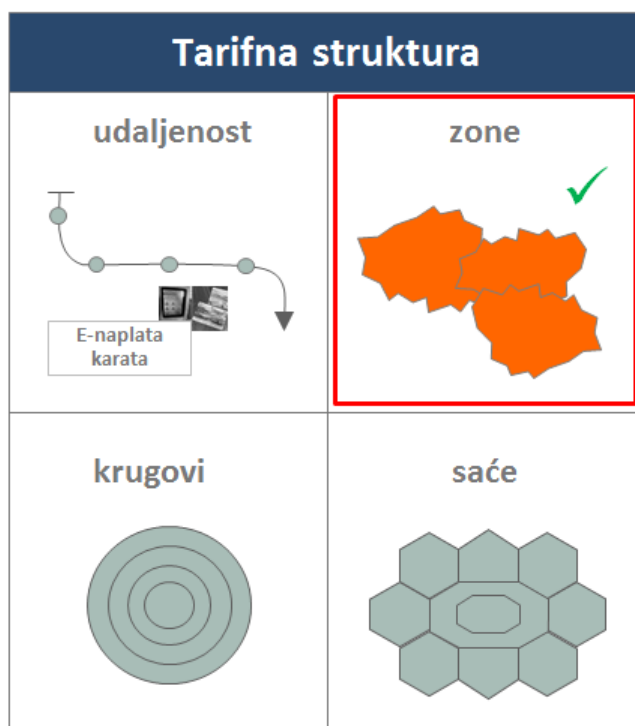 Tarifna struktura
udaljenost
zone
E-naplata
karata
krugovi
saće